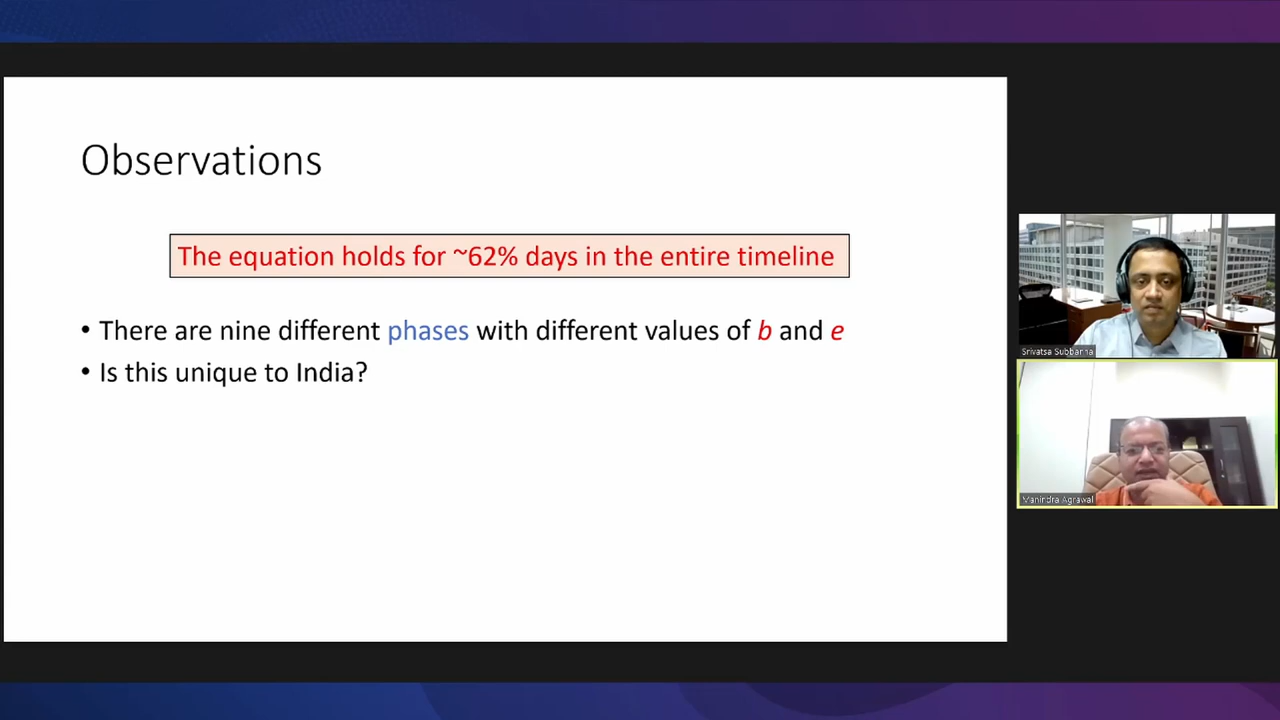 Observations
The equation holds for ~62% days in the entire timeline
• There are nine different phases with different values of b and e
• Is this unique to India?
Srivatsa Subbanna
Manindra Agrawal